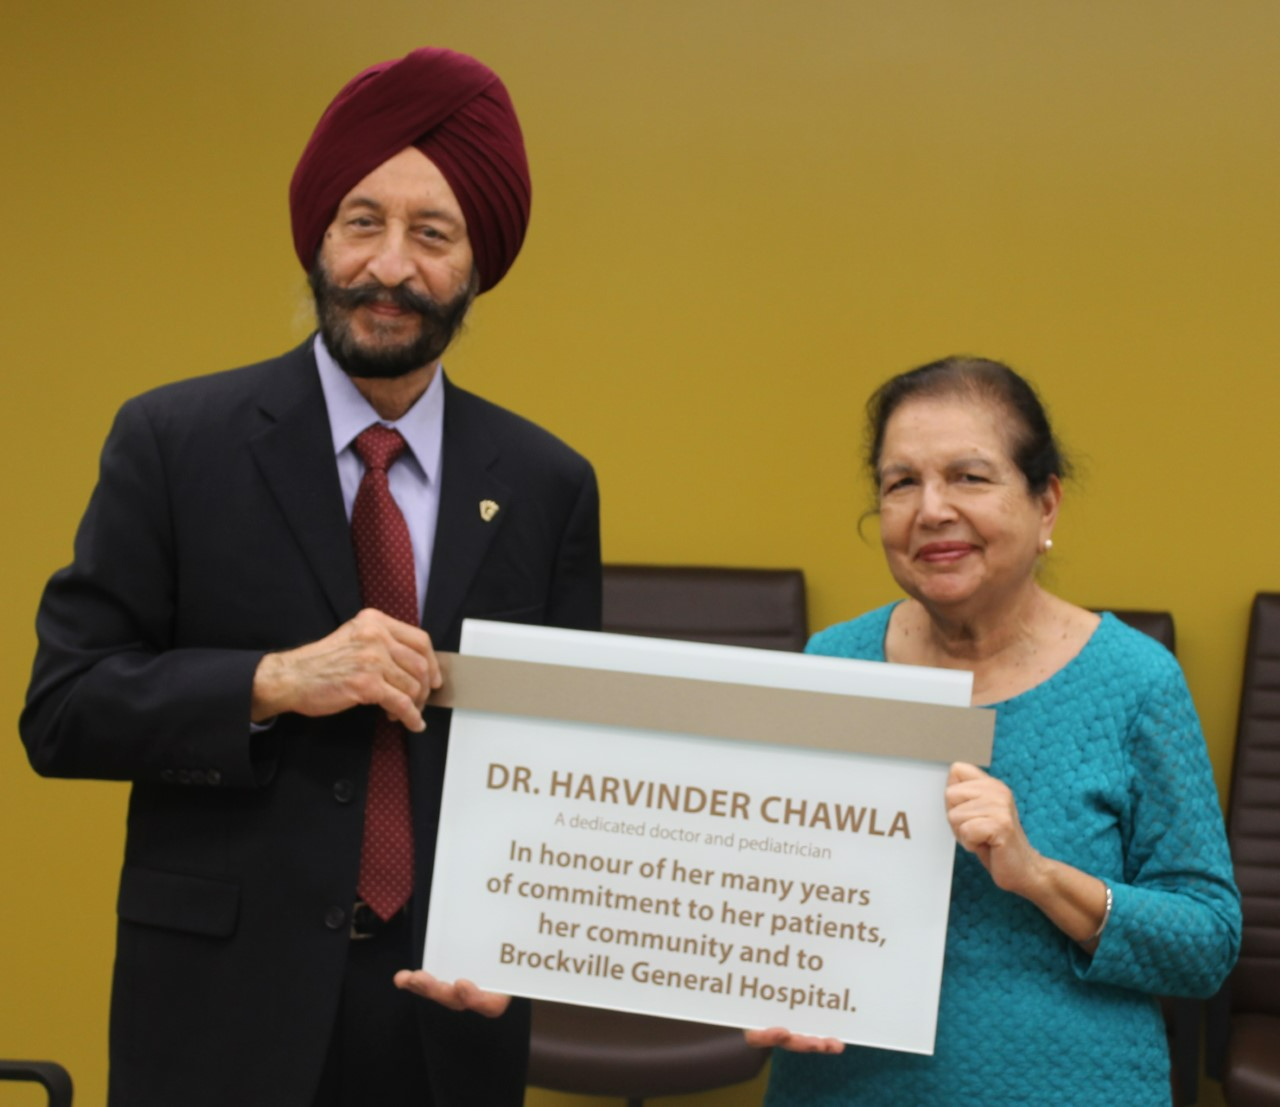 DR. HARVINDER CHAWLA
A dedicated doctor and pediatrician
In honour of her many years
of commitment to her patients,
her community and to
Brockville General Hospital.